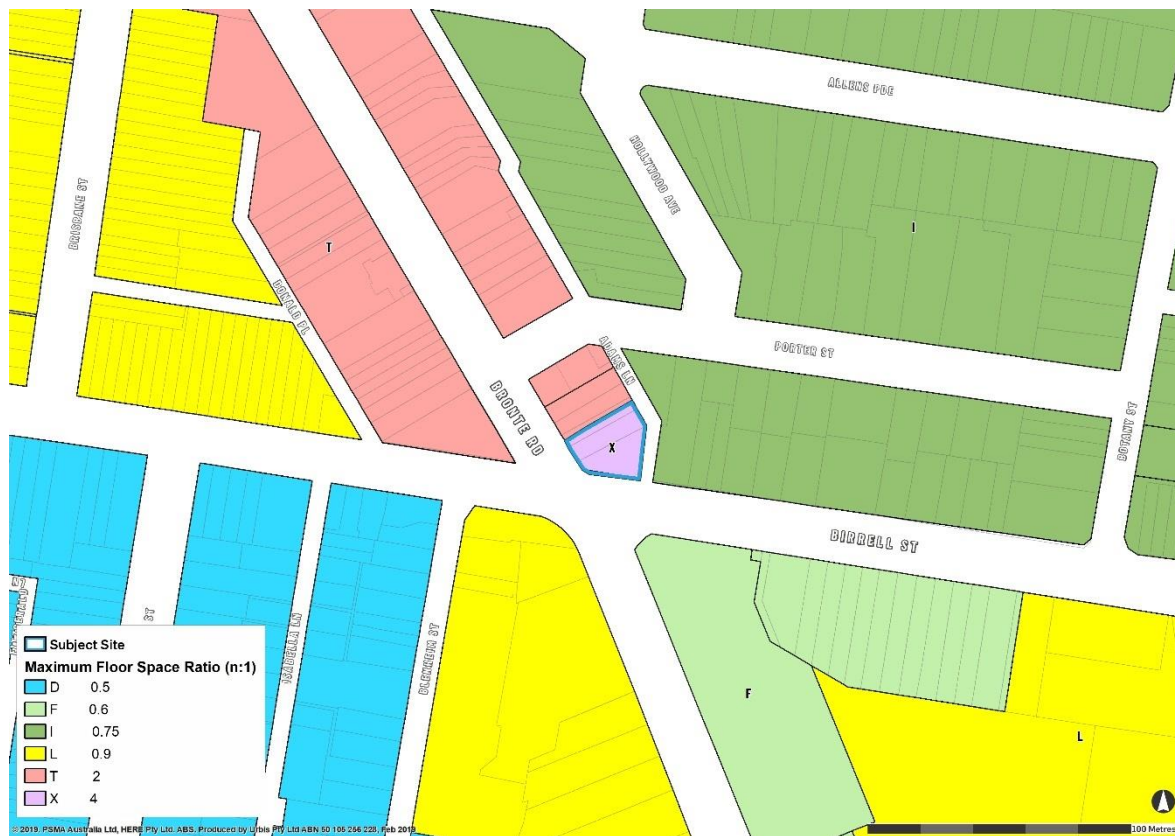 ALLENS PDE
HOLLYWOOD AVE
BRISBANE ST
I
T
DONALD PL
ADAMS LN
PORTER ST
BRONTE RD
BOTANY ST
X
BIRRELL ST
ST
ISABELLA LN
BLENHEIM ST
F
L
Subject Site
Maximum Floor Space Ratio (n:1)
D 0.5
F 0.6
I 0.75
L 0.9
T 2
X 4
© 2019. PSMA Australia Ltd, HERE Pty Ltd. ABS. Produced by Urbis Pty Ltd ABN 50 105 256 228, Feb 2019
100 Metres